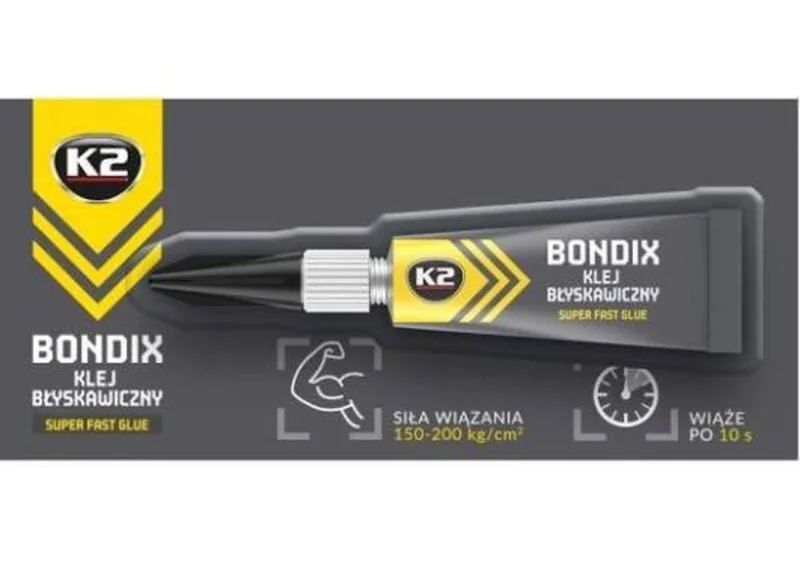 K2
BONDIX
KLEJ
BŁYSKAWICZNY
SUPER FAST GLUE
K2
BONDIX
KLEJ
BŁYSKAWICZNY
SUPER FAST GLUE
SIŁA WIĄZANIA
150-200 kg/cm²
WIĄŻE
PO 10 s